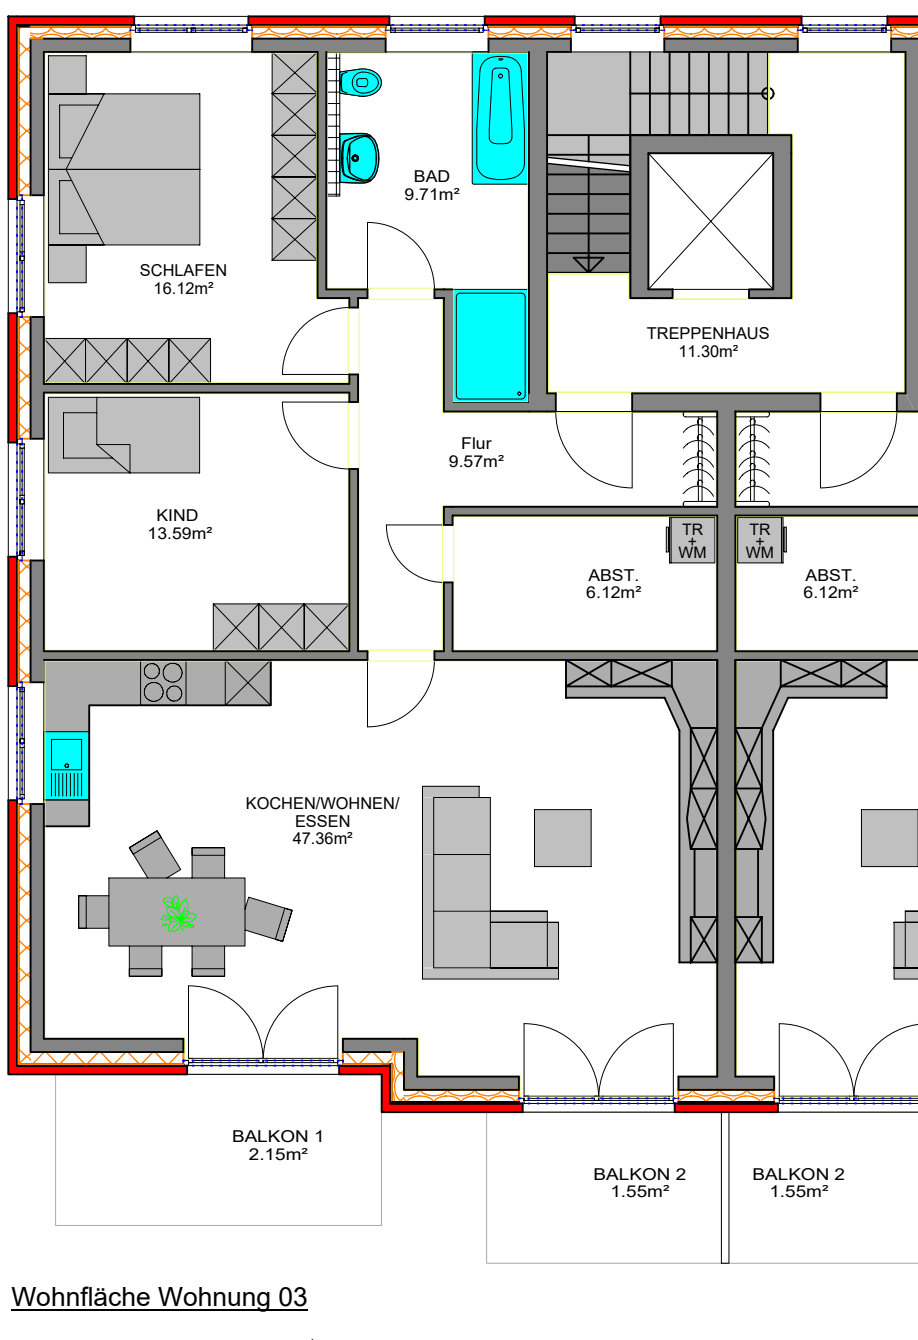 BAD
9.71m²
SCHLAFEN
16.12m²
TREPPENHAUS
11.30m²
Flur
9.57m²
KIND
13.59m²
TR
+
WM
TR
+
WM
ABST.
6.12m²
ABST.
6.12m²
KOCHEN/WOHNEN/
ESSEN
47.36m²
BALKON 1
2.15m²
BALKON 2
1.55m²
BALKON 2
1.55m²
Wohnfläche Wohnung 03